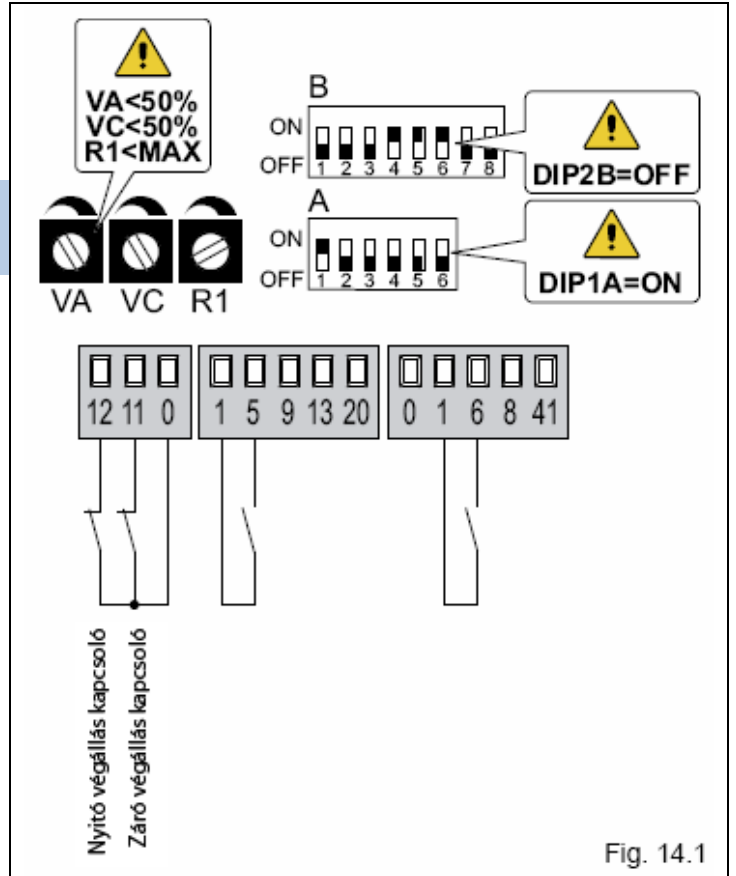 VA<50%
VC<50%
R1<MAX
VA VC R1
B
ON
OFF
1 2 3 4 5 6 7 8
DIP2B=OFF
A
ON
OFF
1 2 3 4 5 6
DIP1A=ON
12 11 0
1 5 9 13 20
0 1 6 8 41
Nyitó végállás kapcsoló
Záró végállás kapcsoló
Fig. 14.1